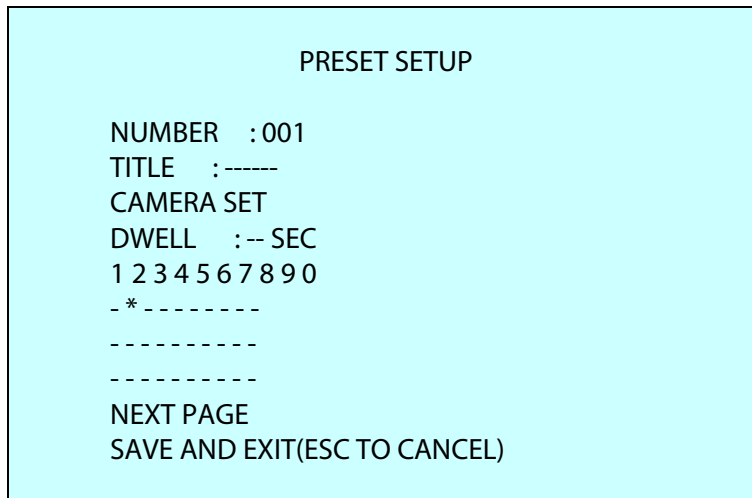 PRESET SETUP
NUMBER : 001
TITLE : ------
CAMERA SET
DWELL : -- SEC
1 2 3 4 5 6 7 8 9 0
- * - - - - - - - -
- - - - - - - - - -
- - - - - - - - - -
NEXT PAGE
SAVE AND EXIT(ESC TO CANCEL)